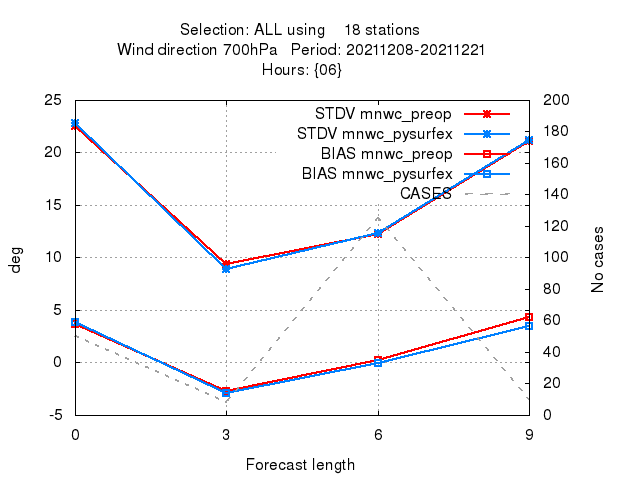 Selection: ALL using 18 stations
Wind direction 700hPa Period: 20211208-20211221
Hours: {06}
25
20
15
10
5
0
-5
200
180
160
140
120
100
80
60
40
20
0
STDV mnwc_preop
STDV mnwc_pysurfex
BIAS mnwc_preop
BIAS mnwc_pysurfex
CASES
deg
No cases
0 3 6 9
Forecast length